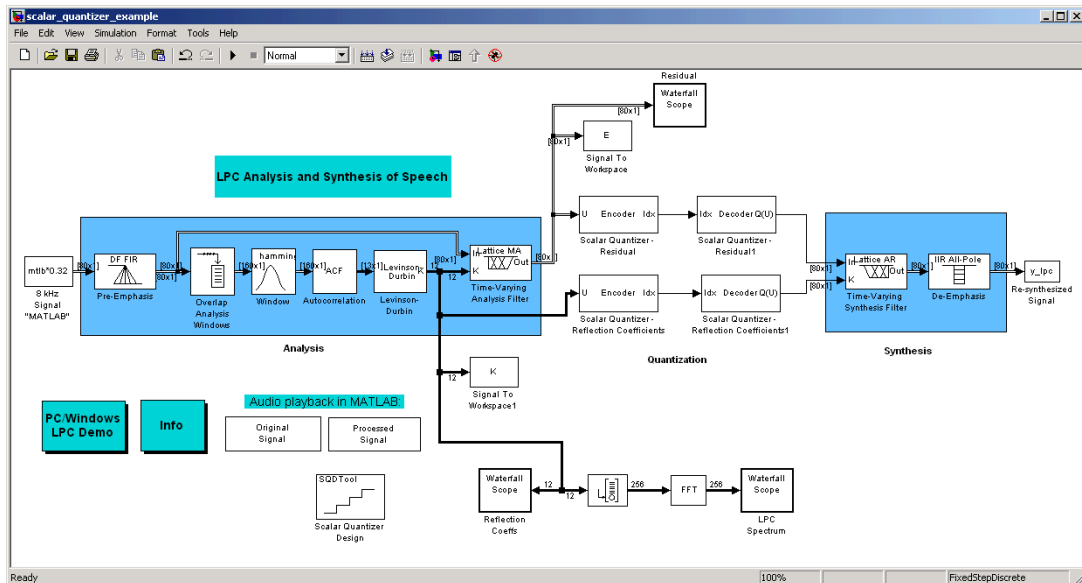 scalar_quantizer_example
File Edit View Simulation Format Tools Help
Normal
Residual
Waterfall
Scope
[80x1]
[80x1]
E
Signal To
Workspace
LPC Analysis and Synthesis of Speech
mtlb*0.32
8 kHz
Signal
"MATLAB"
[80x1]
DF FIR
Pre-Emphasis
[80x1]
[80x1]
Overlap
Analysis
Windows
[160x1]
hamming
Window
[160x1]
ACF
Autocorrelation
[13x1]
Levinson-
Durbin
Levinson-
Durbin
12
[80x1]
12
Lattice MA
In
K
Out
Time-Varying
Analysis Filter
[80x1]
Analysis
U Encoder Idx
Scalar Quantizer -
Residual
Idx Decoder Q(U)
Scalar Quantizer -
Residual1
U Encoder Idx
Scalar Quantizer -
Reflection Coefficients
Idx Decoder Q(U)
Scalar Quantizer -
Reflection Coefficients1
Quantization
[80x1]
[80x1]
Lattice AR
In
K
Out
Time-Varying
Synthesis Filter
[80x1]
IIR All-Pole
De-Emphasis
[80x1]
y_lpc
Re-synthesized
Signal
Synthesis
12
K
Signal To
Workspace1
PC/Windows
LPC Demo
Info
Audio playback in MATLAB:
Original
Signal
Processed
Signal
SQDTool
Scalar Quantizer
Design
Waterfall
Scope
Reflection
Coeffs
12
12
256
FFT
256
Waterfall
Scope
LPC
Spectrum
Ready
100%
FixedStepDiscrete